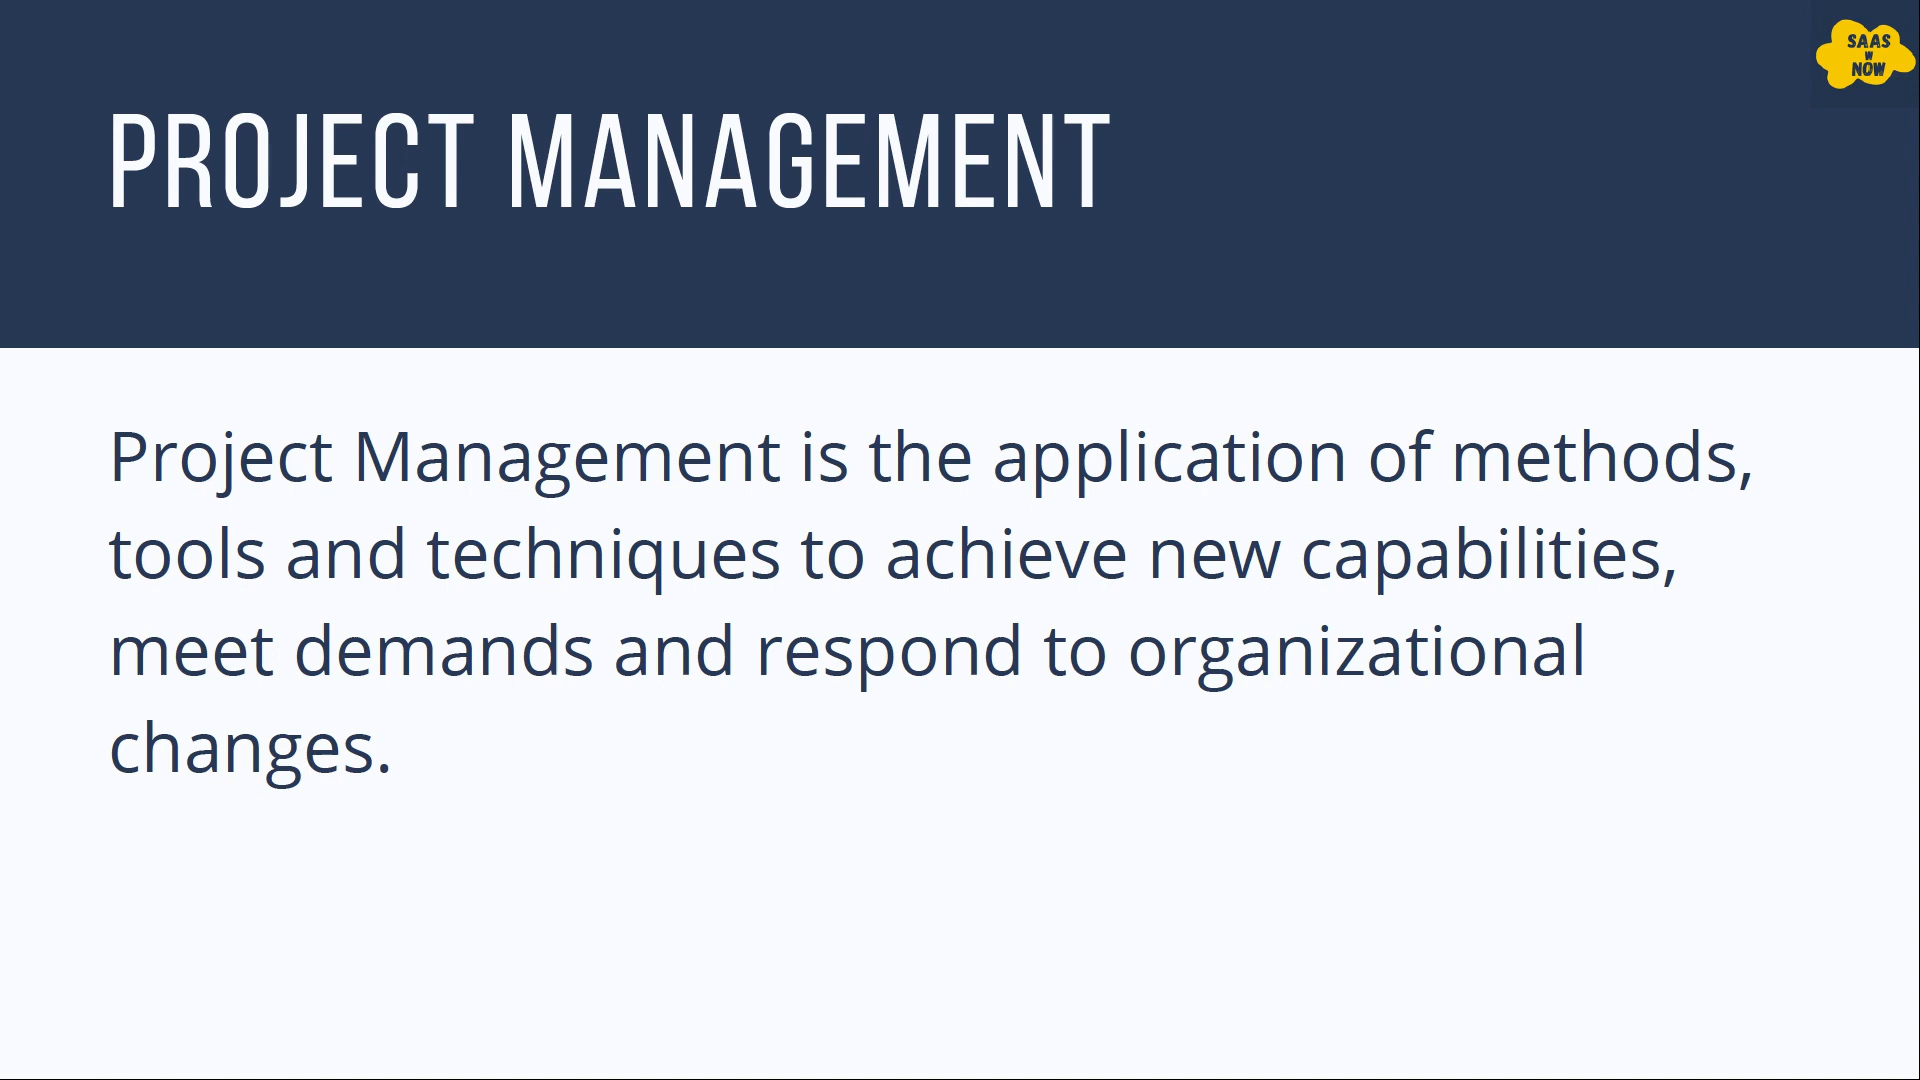 SAAS
W
NOW
PROJECT MANAGEMENT
Project Management is the application of methods,
tools and techniques to achieve new capabilities,
meet demands and respond to organizational
changes.